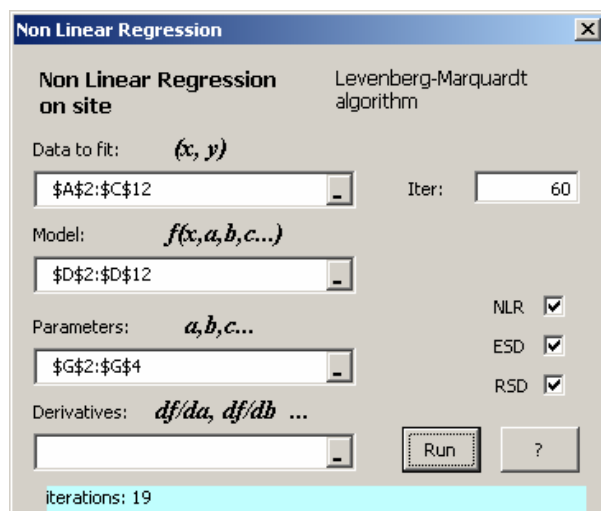 Non Linear Regression
Non Linear Regression
on site
Levenberg-Marquardt
algorithm
Data to fit: (x, y)
$A$2:$C$12 _
Iter: 60
Model: f(x,a,b,c...)
$D$2:$D$12 _
NLR
Parameters: a,b,c...
ESD
$G$2:$G$4 _
RSD
Derivatives: df/da, df/db ...
_
Run ?
iterations: 19